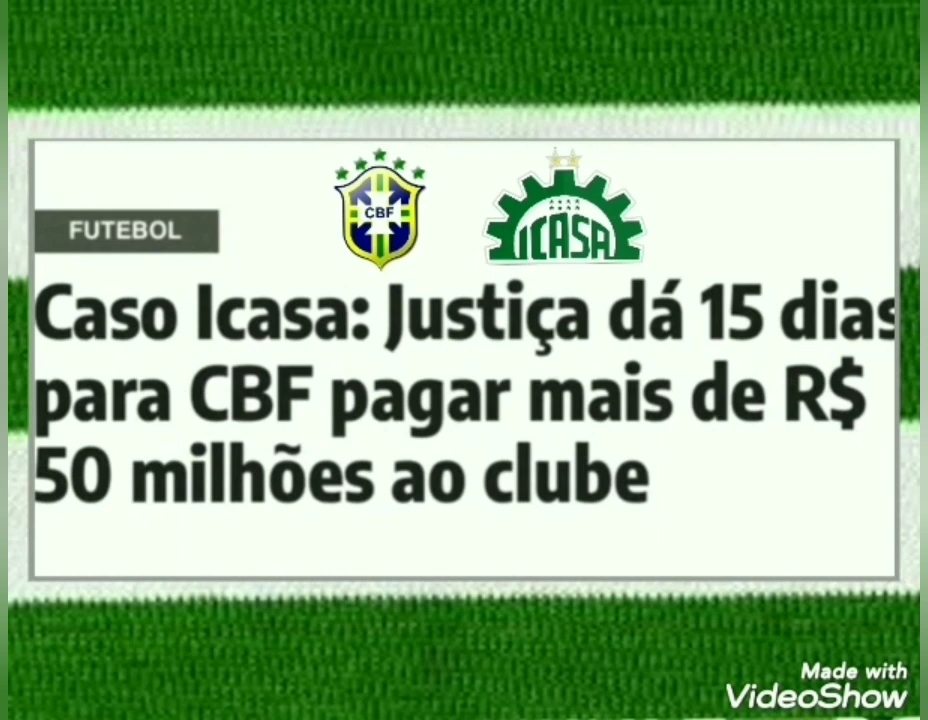 CBF
ICASA
FUTEBOL
Caso Icasa: Justiça dá 15 dias
para CBF pagar mais de R$
50 milhões ao clube
Made with
VideoShow